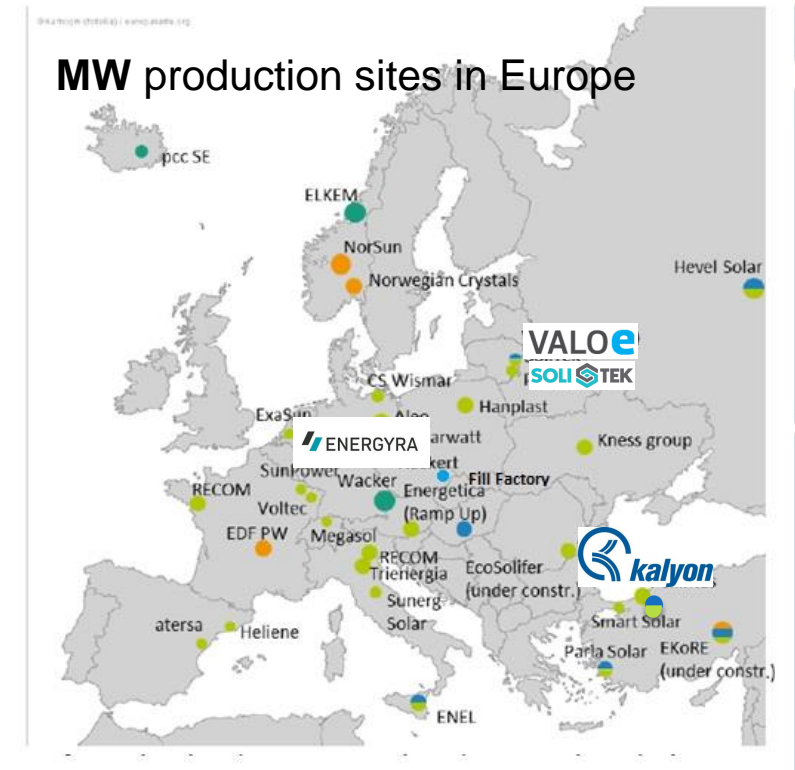 MW production sites in Europe
pcc SE
ELKEM
NorSun
Norwegian Crystals
Hevel Solar
VALOe
SOLITEK
CS Wismar
Hanplast
ExaSun
ENERGYRA
Kness group
SunPower
Wacker
Fill Factory
RECOM
Voltec
Energetica
(Ramp Up)
EDF PW
Megasol
RECOM
Trienergia
EcoSolifer
(under constr.)
kalyon
Sunerg
Solar
Smart Solar
atersa
Heliene
Parla Solar
EKoRE
(under constr.)
ENEL